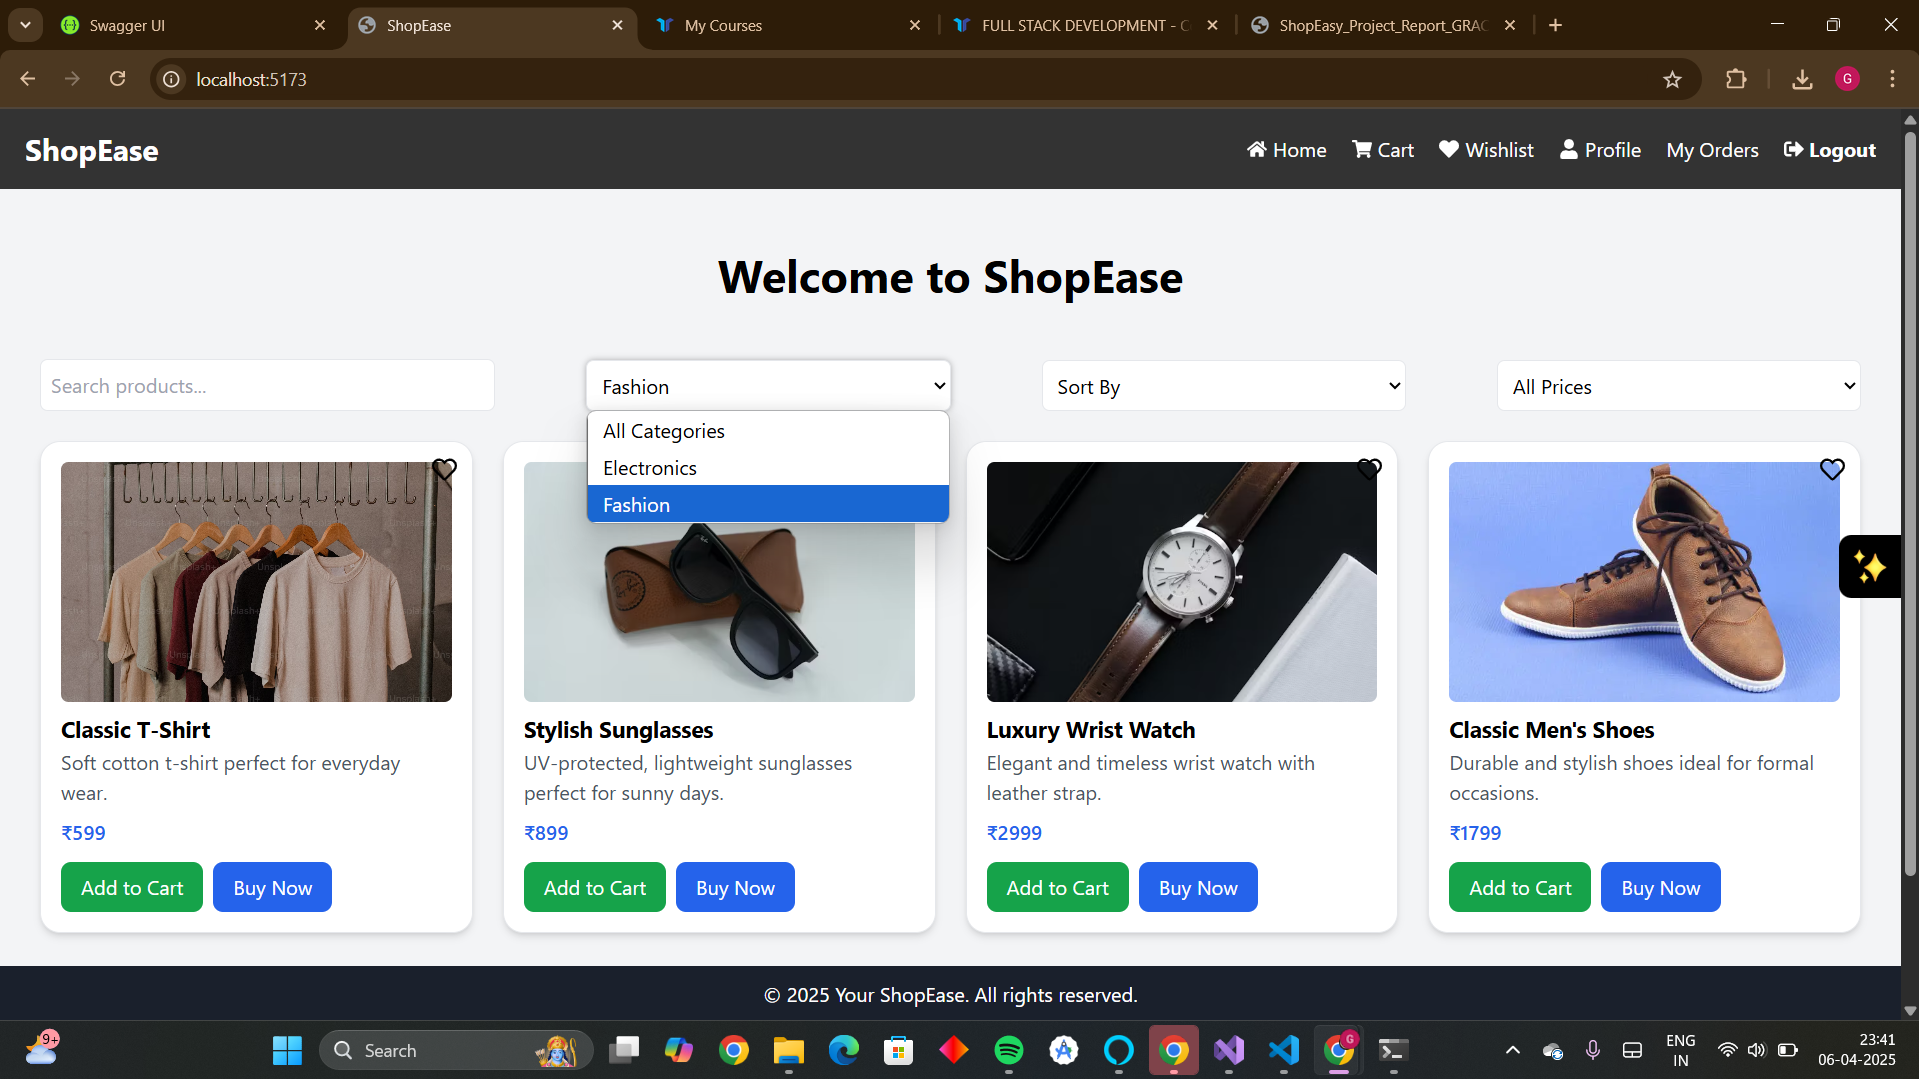 Swagger UI
ShopEase
My Courses
FULL STACK DEVELOPMENT - C
ShopEasy_Project_Report_GRAC
localhost:5173
G
ShopEase
Home
Cart
Wishlist
Profile
My Orders
Logout
Welcome to ShopEase
Search products...
Fashion
Sort By
All Prices
All Categories
Electronics
Fashion
Classic T-Shirt
Soft cotton t-shirt perfect for everyday
wear.
₹599
Add to Cart
Buy Now
Stylish Sunglasses
UV-protected, lightweight sunglasses
perfect for sunny days.
₹899
Add to Cart
Buy Now
Luxury Wrist Watch
Elegant and timeless wrist watch with
leather strap.
₹2999
Add to Cart
Buy Now
Classic Men's Shoes
Durable and stylish shoes ideal for formal
occasions.
₹1799
Add to Cart
Buy Now
© 2025 Your ShopEase. All rights reserved.
9+
Search
G
ENG
IN
23:41
06-04-2025